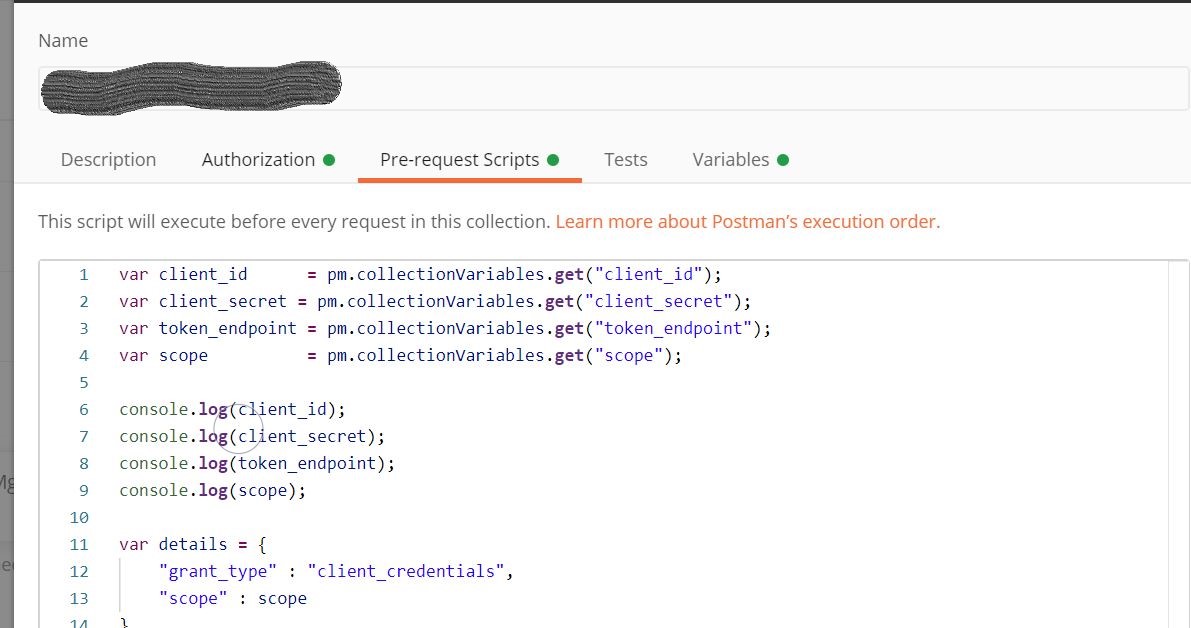 Name
Description Authorization Pre-request Scripts Tests Variables
This script will execute before every request in this collection. Learn more about Postman’s execution order.
1 var client_id      = pm.collectionVariables.get("client_id");
2 var client_secret = pm.collectionVariables.get("client_secret");
3 var token_endpoint = pm.collectionVariables.get("token_endpoint");
4 var scope          = pm.collectionVariables.get("scope");
5
6 console.log(client_id);
7 console.log(client_secret);
8 console.log(token_endpoint);
9 console.log(scope);
10
11 var details = {
12     "grant_type" : "client_credentials",
13     "scope" : scope
14 }